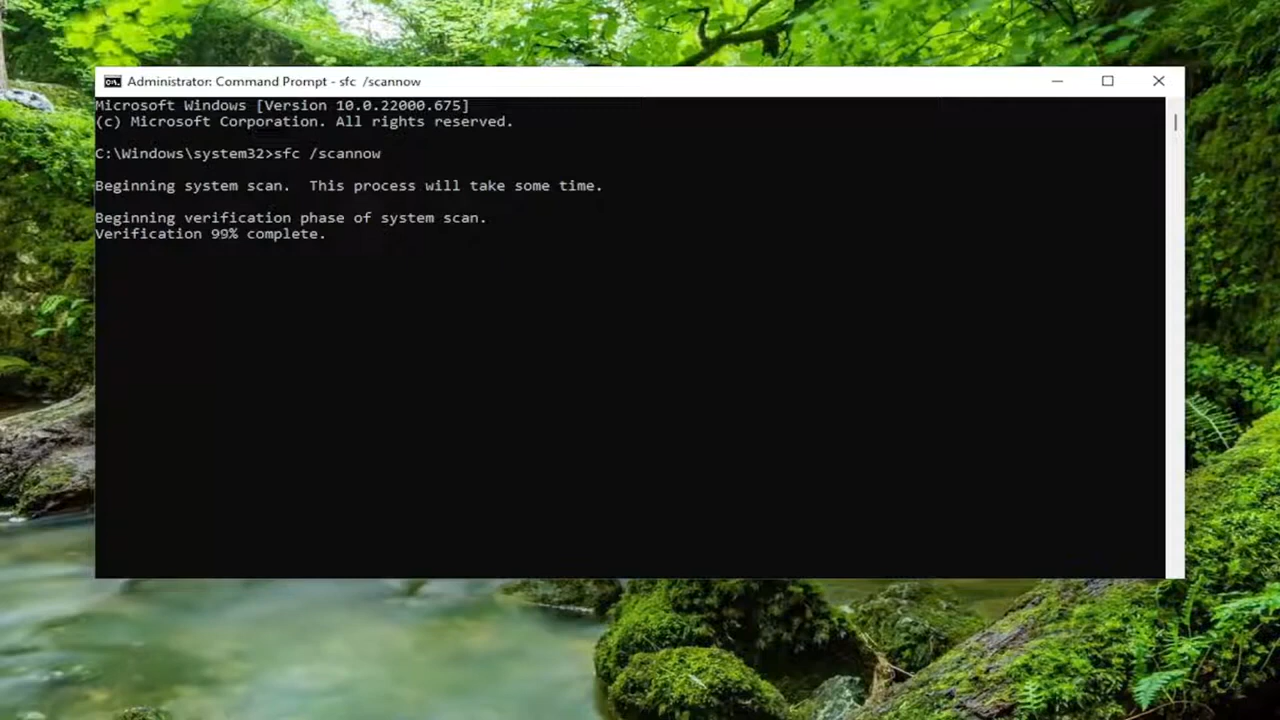 Administrator: Command Prompt - sfc  /scannow
Microsoft Windows [Version 10.0.22000.675]
(c) Microsoft Corporation. All rights reserved.
C:\Windows\system32>sfc /scannow
Beginning system scan.  This process will take some time.
Beginning verification phase of system scan.
Verification 99% complete.